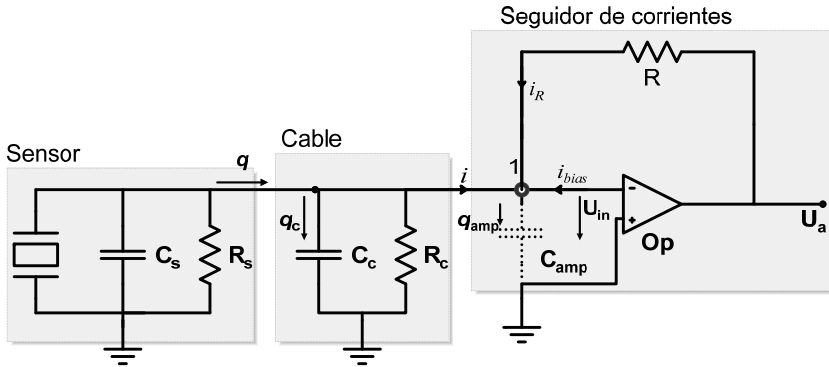 Seguidor de corrientes
R
i_R
Cable
Sensor
q
i
1
i_bias
q_c
q_amp
U_in
-
+
C_s
R_s
C_c
R_c
C_amp
Op
U_a